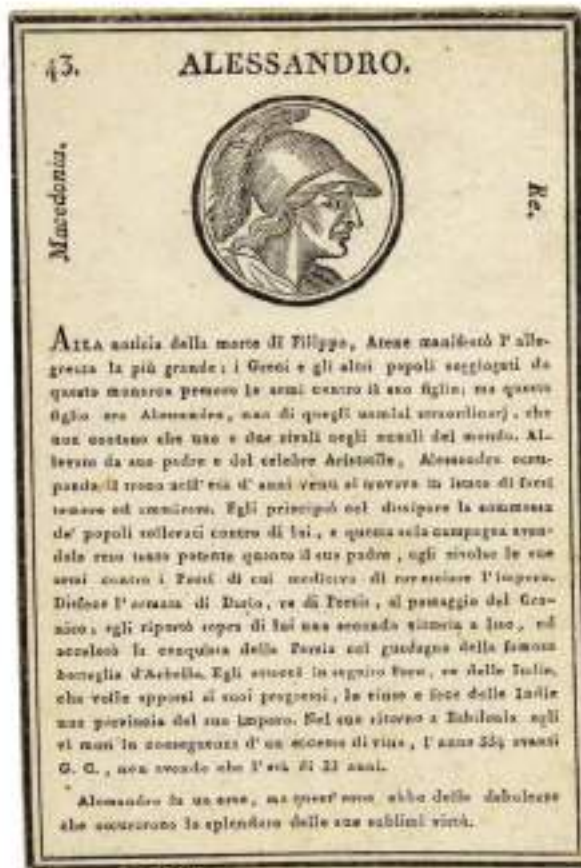 43. ALESSANDRO.
Macedonia.
Re.
ALLA notizia della morte di Filippo, Atene manifestò l'alle-
grezza la più grande; i Greci e gli altri popoli soggiogati da
questo monarca presero le armi contro il suo figlio; ma questo
figlio era Alessandro, uno di quegli uomini straordinarj, che
non contano che uno o due rivali negli annali del mondo. Al-
levato da suo padre e dal celebre Aristotile, Alessandro occu-
pando il trono nell'età d'anni venti si trovava in istato di farsi
temere ed ammirare. Egli principiò col dissipare la sommossa
de' popoli sollevati contro di lui, e questa sola campagna aven-
dolo reso tanto potente quanto il suo padre, egli rivolse le sue
armi contro i Persi di cui meditava di rovesciare l'impero.
Disfece l'armata di Dario, re di Persia, al passaggio del Gra-
nico; egli riportò sopra di lui una seconda vittoria a Isso, ed
accelerò la conquista della Persia col guadagno della famosa
battaglia d'Arbella. Egli attaccò in seguito Poro, re delle Indie,
che volle opporsi ai suoi progressi, lo vinse e fece delle Indie
una provincia del suo impero. Nel suo ritorno a Babilonia egli
vi morì in conseguenza d'un eccesso di vino, l'anno 334 avanti
G. C., non avendo che l'età di 33 anni.
Alessandro fu un eroe, ma quest'eroe ebbe delle debolezze
che oscurarono lo splendore delle sue sublimi virtù.